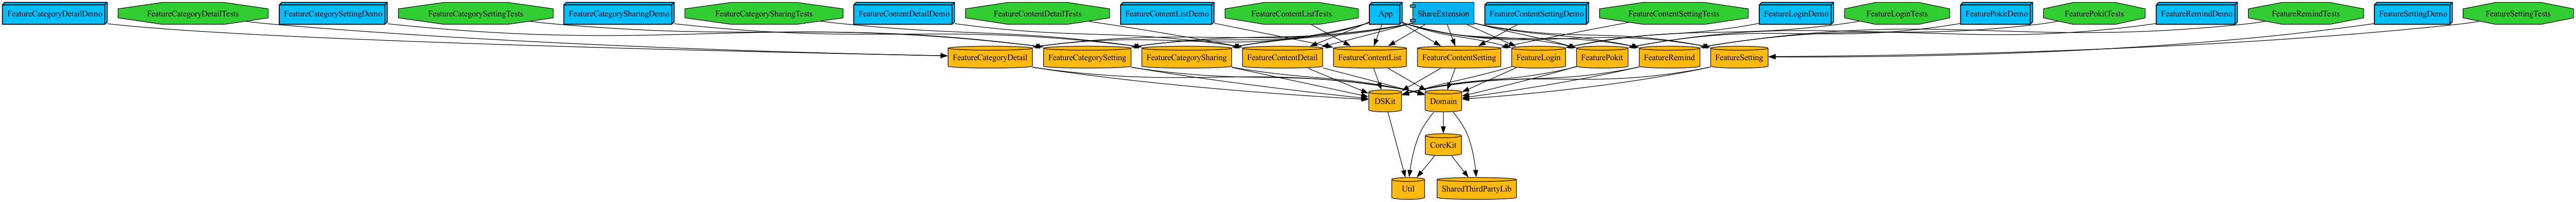 FeatureCategoryDetailDemo
FeatureCategoryDetailTests
FeatureCategorySettingDemo
FeatureCategorySettingTests
FeatureCategorySharingDemo
FeatureCategorySharingTests
FeatureContentDetailDemo
FeatureContentDetailTests
FeatureContentListDemo
FeatureContentListTests
App
ShareExtension
FeatureContentSettingDemo
FeatureContentSettingTests
FeatureLoginDemo
FeatureLoginTests
FeaturePokitDemo
FeaturePokitTests
FeatureRemindDemo
FeatureRemindTests
FeatureSettingDemo
FeatureSettingTests
FeatureCategoryDetail
FeatureCategorySetting
FeatureCategorySharing
FeatureContentDetail
FeatureContentList
FeatureContentSetting
FeatureLogin
FeaturePokit
FeatureRemind
FeatureSetting
DSKit
Domain
CoreKit
Util
SharedThirdPartyLib